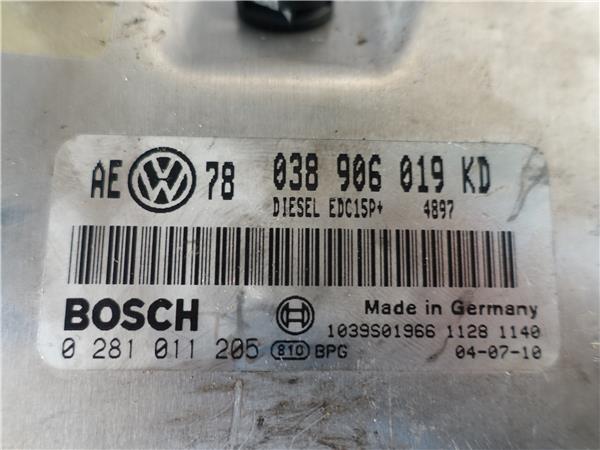 AE VW 78 038 906 019 KD
DIESEL EDC15P+ 4897
BOSCH Made in Germany
1039S01966 1128 1140
0 281 011 205 810 BPG 04-07-10